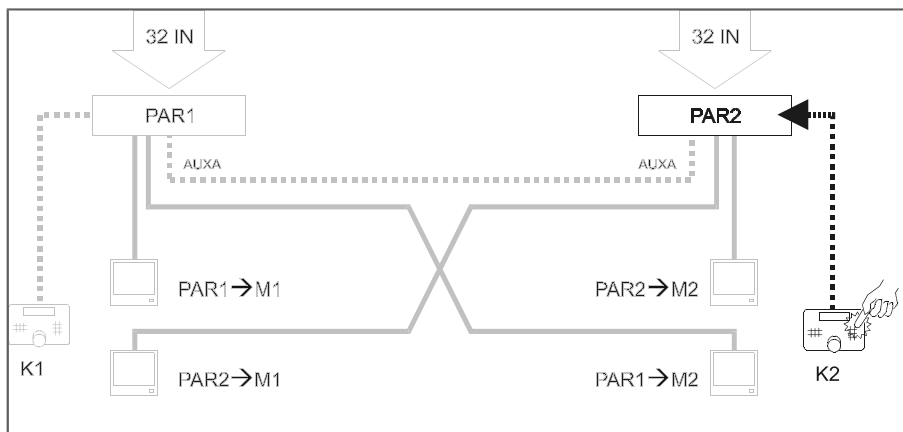 32 IN 32 IN
PAR1 PAR2
AUXA AUXA
PAR1→M1 PAR2→M2
K1 K2
PAR2→M1 PAR1→M2